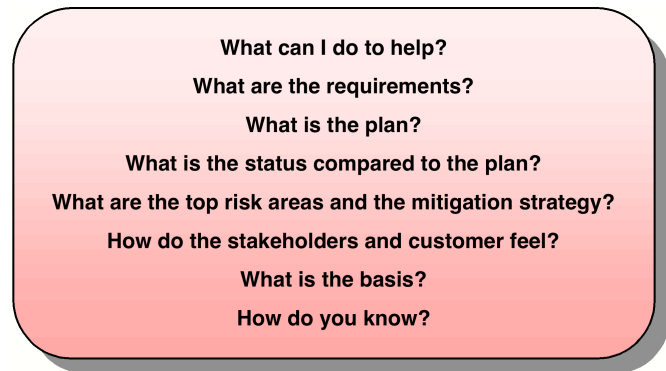 What can I do to help?
What are the requirements?
What is the plan?
What is the status compared to the plan?
What are the top risk areas and the mitigation strategy?
How do the stakeholders and customer feel?
What is the basis?
How do you know?